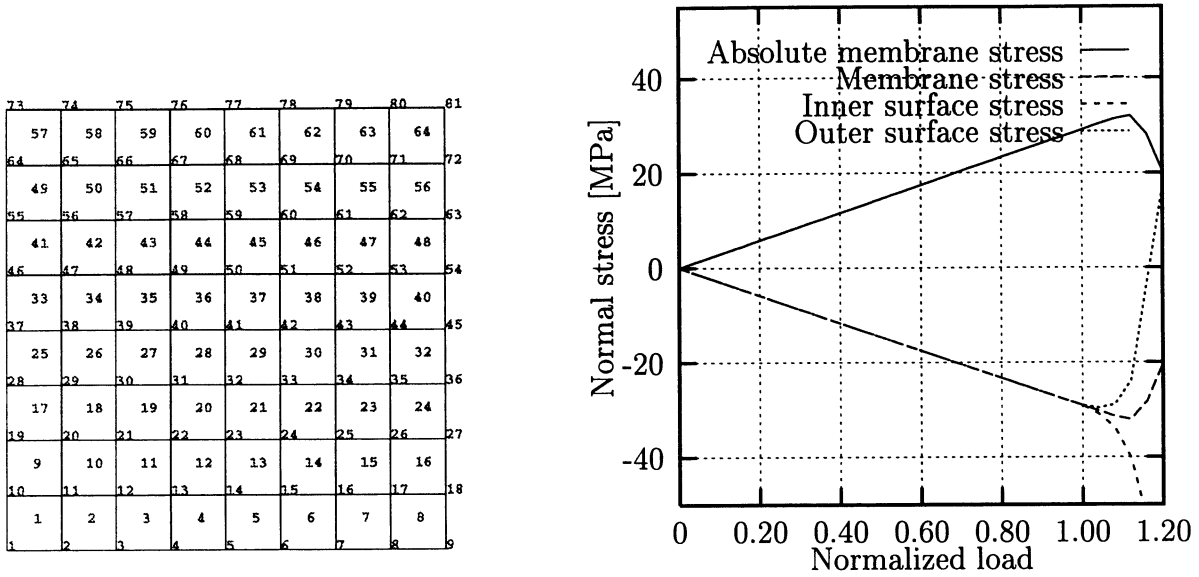 73 74 75 76 77 78 79 80 81
57 58 59 60 61 62 63 64
64 65 66 67 68 69 70 71 72
49 50 51 52 53 54 55 56
55 56 57 58 59 60 61 62 63
41 42 43 44 45 46 47 48
46 47 48 49 50 51 52 53 54
33 34 35 36 37 38 39 40
37 38 39 40 41 42 43 44 45
25 26 27 28 29 30 31 32
28 29 30 31 32 33 34 35 36
17 18 19 20 21 22 23 24
19 20 21 22 23 24 25 26 27
9 10 11 12 13 14 15 16
10 11 12 13 14 15 16 17 18
1 2 3 4 5 6 7 8
1 2 3 4 5 6 7 8 9
Absolute membrane stress
Membrane stress
Inner surface stress
Outer surface stress
Normal stress [MPa]
40
20
0
-20
-40
0 0.20 0.40 0.60 0.80 1.00 1.20
Normalized load